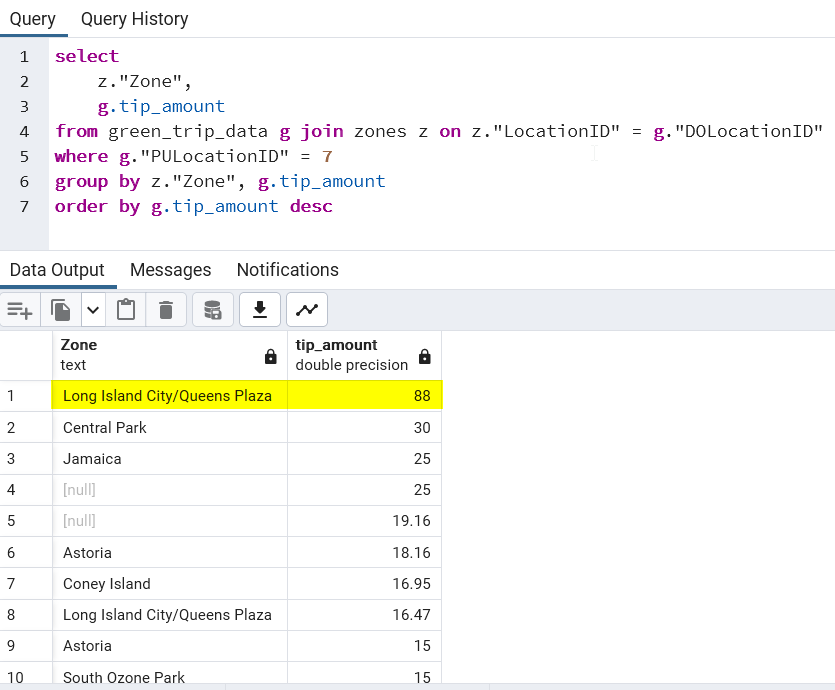 Query Query History
1 select
2 z."Zone",
3 g.tip_amount
4 from green_trip_data g join zones z on z."LocationID" = g."DOLocationID"
5 where g."PULocationID" = 7
6 group by z."Zone", g.tip_amount
7 order by g.tip_amount desc
Data Output Messages Notifications
Zone tip_amount
text double precision
1 Long Island City/Queens Plaza 88
2 Central Park 30
3 Jamaica 25
4 [null] 25
5 [null] 19.16
6 Astoria 18.16
7 Coney Island 16.95
8 Long Island City/Queens Plaza 16.47
9 Astoria 15
10 South Ozone Park 15